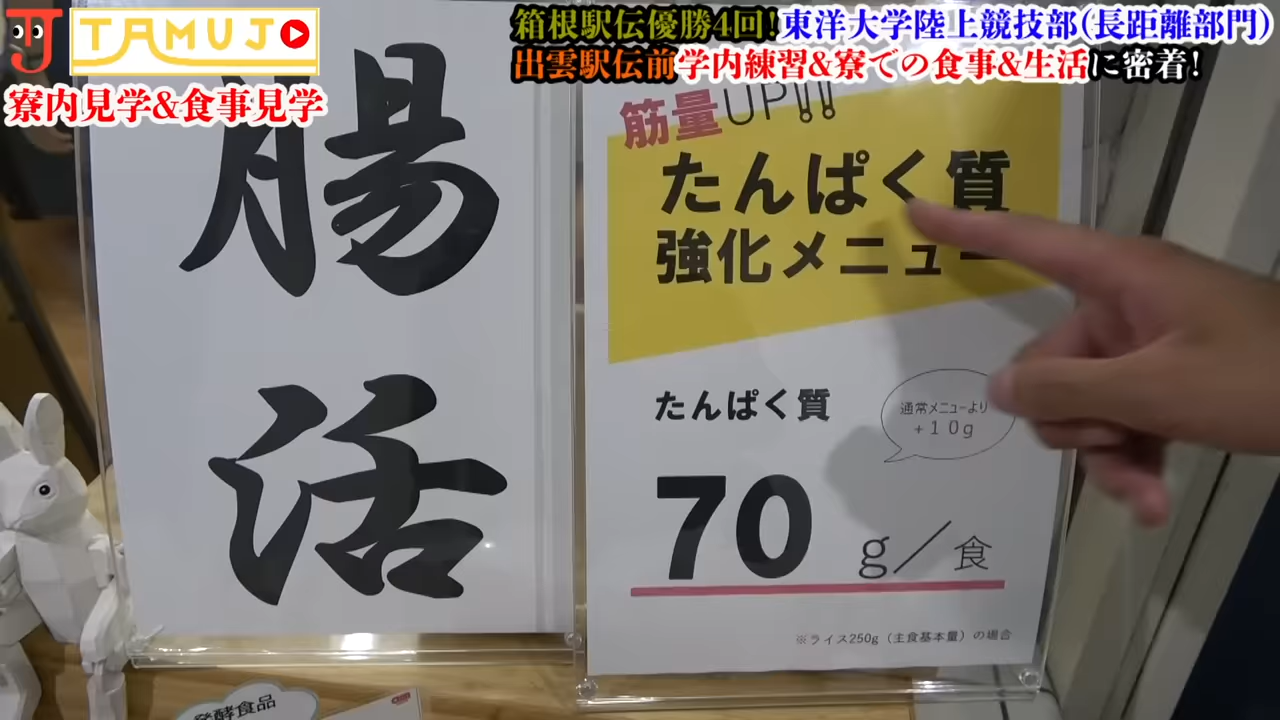 TJ TAMUJO
寮内見学&食事見学
箱根駅伝優勝4回!東洋大学陸上競技部(長距離部門)
出雲駅伝前学内練習&寮での食事&生活に密着!
腸活
筋量UP!!
たんぱく質
強化メニュー
たんぱく質
通常メニューより
+10g
70g/食
※ライス250g(主食基本量)の場合
発酵食品